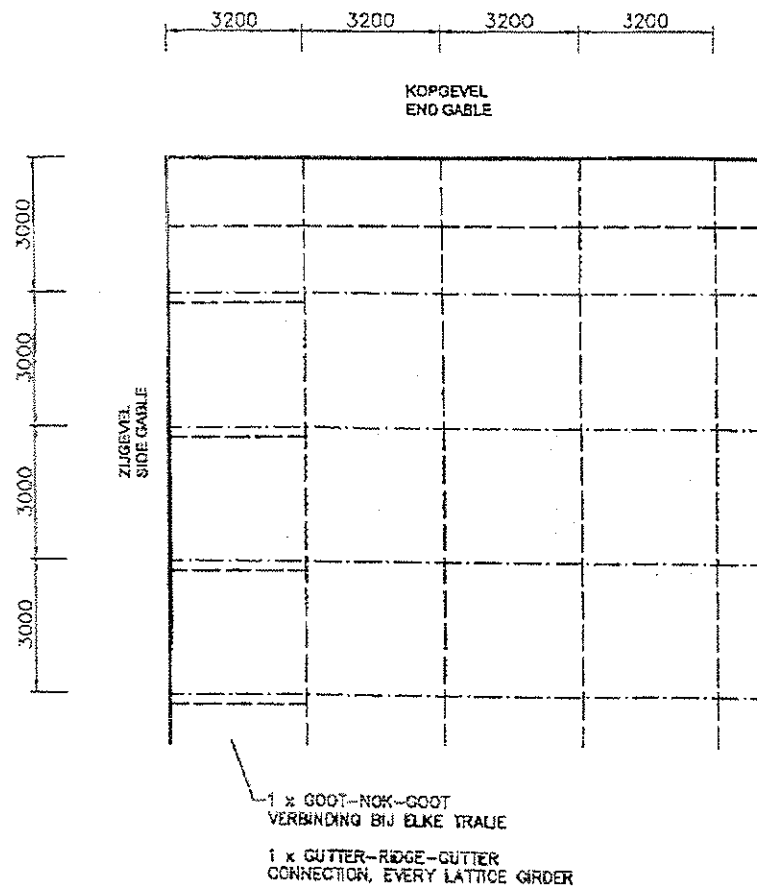 3200 3200 3200 3200
KOPGEVEL
END GABLE
3000
3000
3000
3000
ZIJGEVEL
SIDE GABLE
1 x GOOT-NOK-GOOT
VERBINDING BIJ ELKE TRALIE
1 x GUTTER-RIDGE-GUTTER
CONNECTION, EVERY LATTICE GIRDER